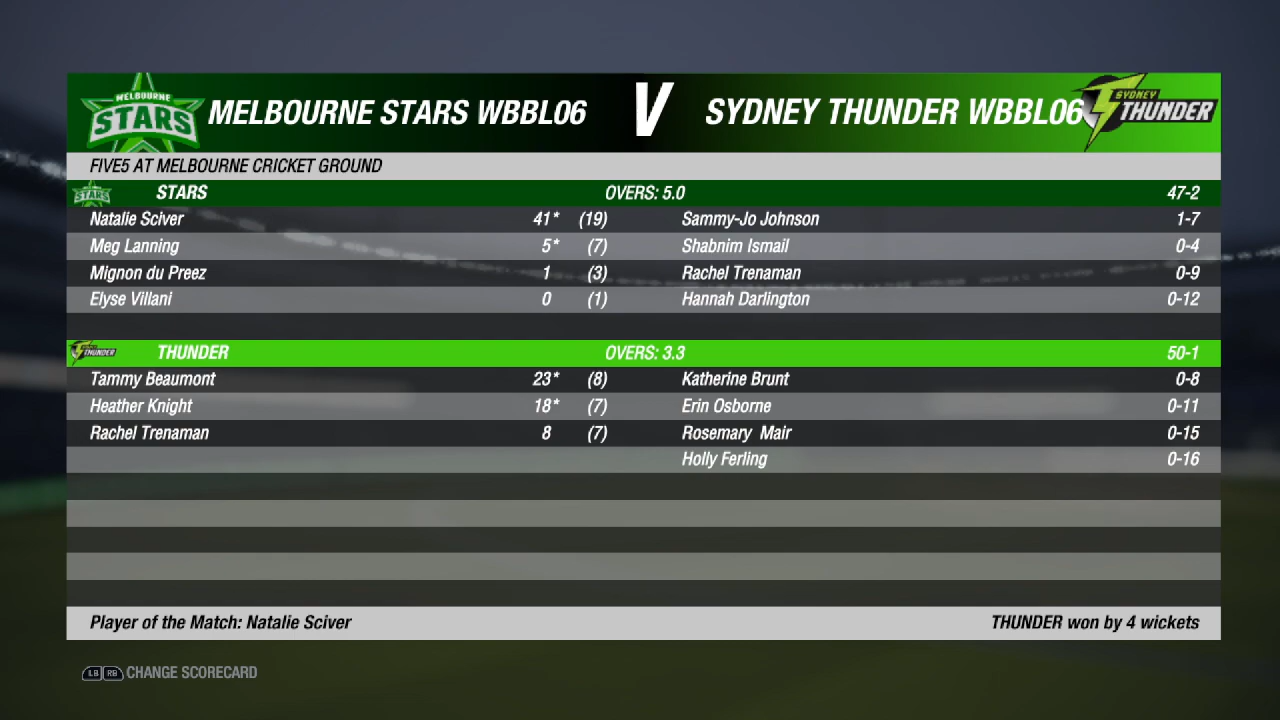 MELBOURNE STARS MELBOURNE STARS WBBL06 V SYDNEY THUNDER WBBL06 SYDNEY THUNDER
FIVE5 AT MELBOURNE CRICKET GROUND
STARS STARS OVERS: 5.0 47-2
Natalie Sciver 41* (19) Sammy-Jo Johnson 1-7
Meg Lanning 5* (7) Shabnim Ismail 0-4
Mignon du Preez 1 (3) Rachel Trenaman 0-9
Elyse Villani 0 (1) Hannah Darlington 0-12
THUNDER THUNDER OVERS: 3.3 50-1
Tammy Beaumont 23* (8) Katherine Brunt 0-8
Heather Knight 18* (7) Erin Osborne 0-11
Rachel Trenaman 8 (7) Rosemary Mair 0-15
Holly Ferling 0-16
Player of the Match: Natalie Sciver THUNDER won by 4 wickets
LB RB CHANGE SCORECARD